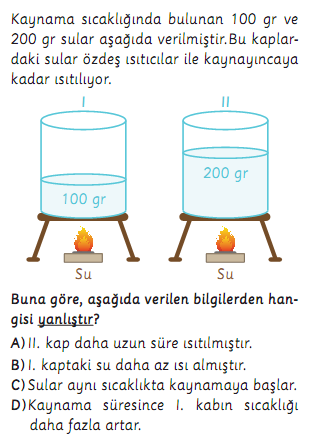 Kaynama sıcaklığında bulunan 100 gr ve
200 gr sular aşağıda verilmiştir.Bu kaplar-
daki sular özdeş ısıtıcılar ile kaynayıncaya
kadar ısıtılıyor.
I II
100 gr 200 gr
Su Su
Buna göre, aşağıda verilen bilgilerden han-
gisi yanlıştır?
A)II. kap daha uzun süre ısıtılmıştır.
B)I. kaptaki su daha az ısı almıştır.
C)Sular aynı sıcaklıkta kaynamaya başlar.
D)Kaynama süresince I. kabın sıcaklığı
daha fazla artar.